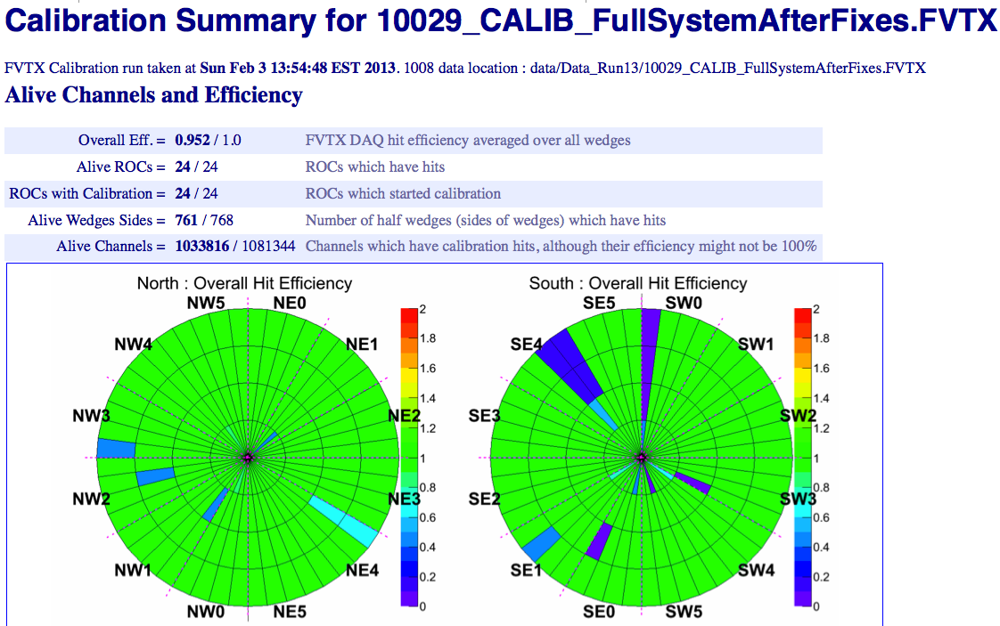 Calibration Summary for 10029_CALIB_FullSystemAfterFixes.FVTX
FVTX Calibration run taken at Sun Feb 3 13:54:48 EST 2013. 1008 data location : data/Data_Run13/10029_CALIB_FullSystemAfterFixes.FVTX
Alive Channels and Efficiency
Overall Eff. = 0.952 / 1.0 FVTX DAQ hit efficiency averaged over all wedges
Alive ROCs = 24 / 24 ROCs which have hits
ROCs with Calibration = 24 / 24 ROCs which started calibration
Alive Wedges Sides = 761 / 768 Number of half wedges (sides of wedges) which have hits
Alive Channels = 1033816 / 1081344 Channels which have calibration hits, although their efficiency might not be 100%
North : Overall Hit Efficiency
NW5 NE0
NW4 NE1
NW3 NE2
NW2 NE3
NW1 NE4
NW0 NE5
2
1.8
1.6
1.4
1.2
1
0.8
0.6
0.4
0.2
0
South : Overall Hit Efficiency
SE5 SW0
SE4 SW1
SE3 SW2
SE2 SW3
SE1 SW4
SE0 SW5
2
1.8
1.6
1.4
1.2
1
0.8
0.6
0.4
0.2
0